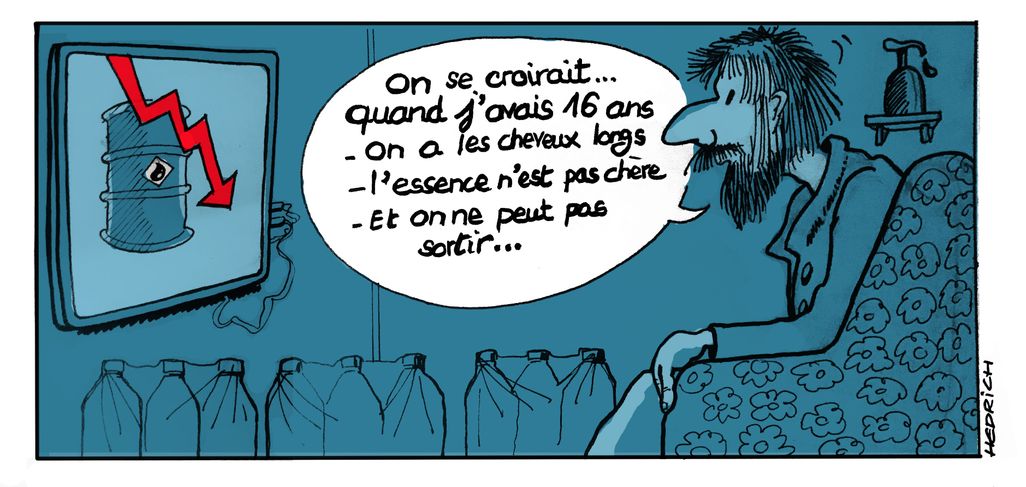 On se croirait...
quand j'avais 16 ans
- On a les cheveux longs
- l'essence n'est pas chère
- Et on ne peut pas
sortir...
HEDRiCH